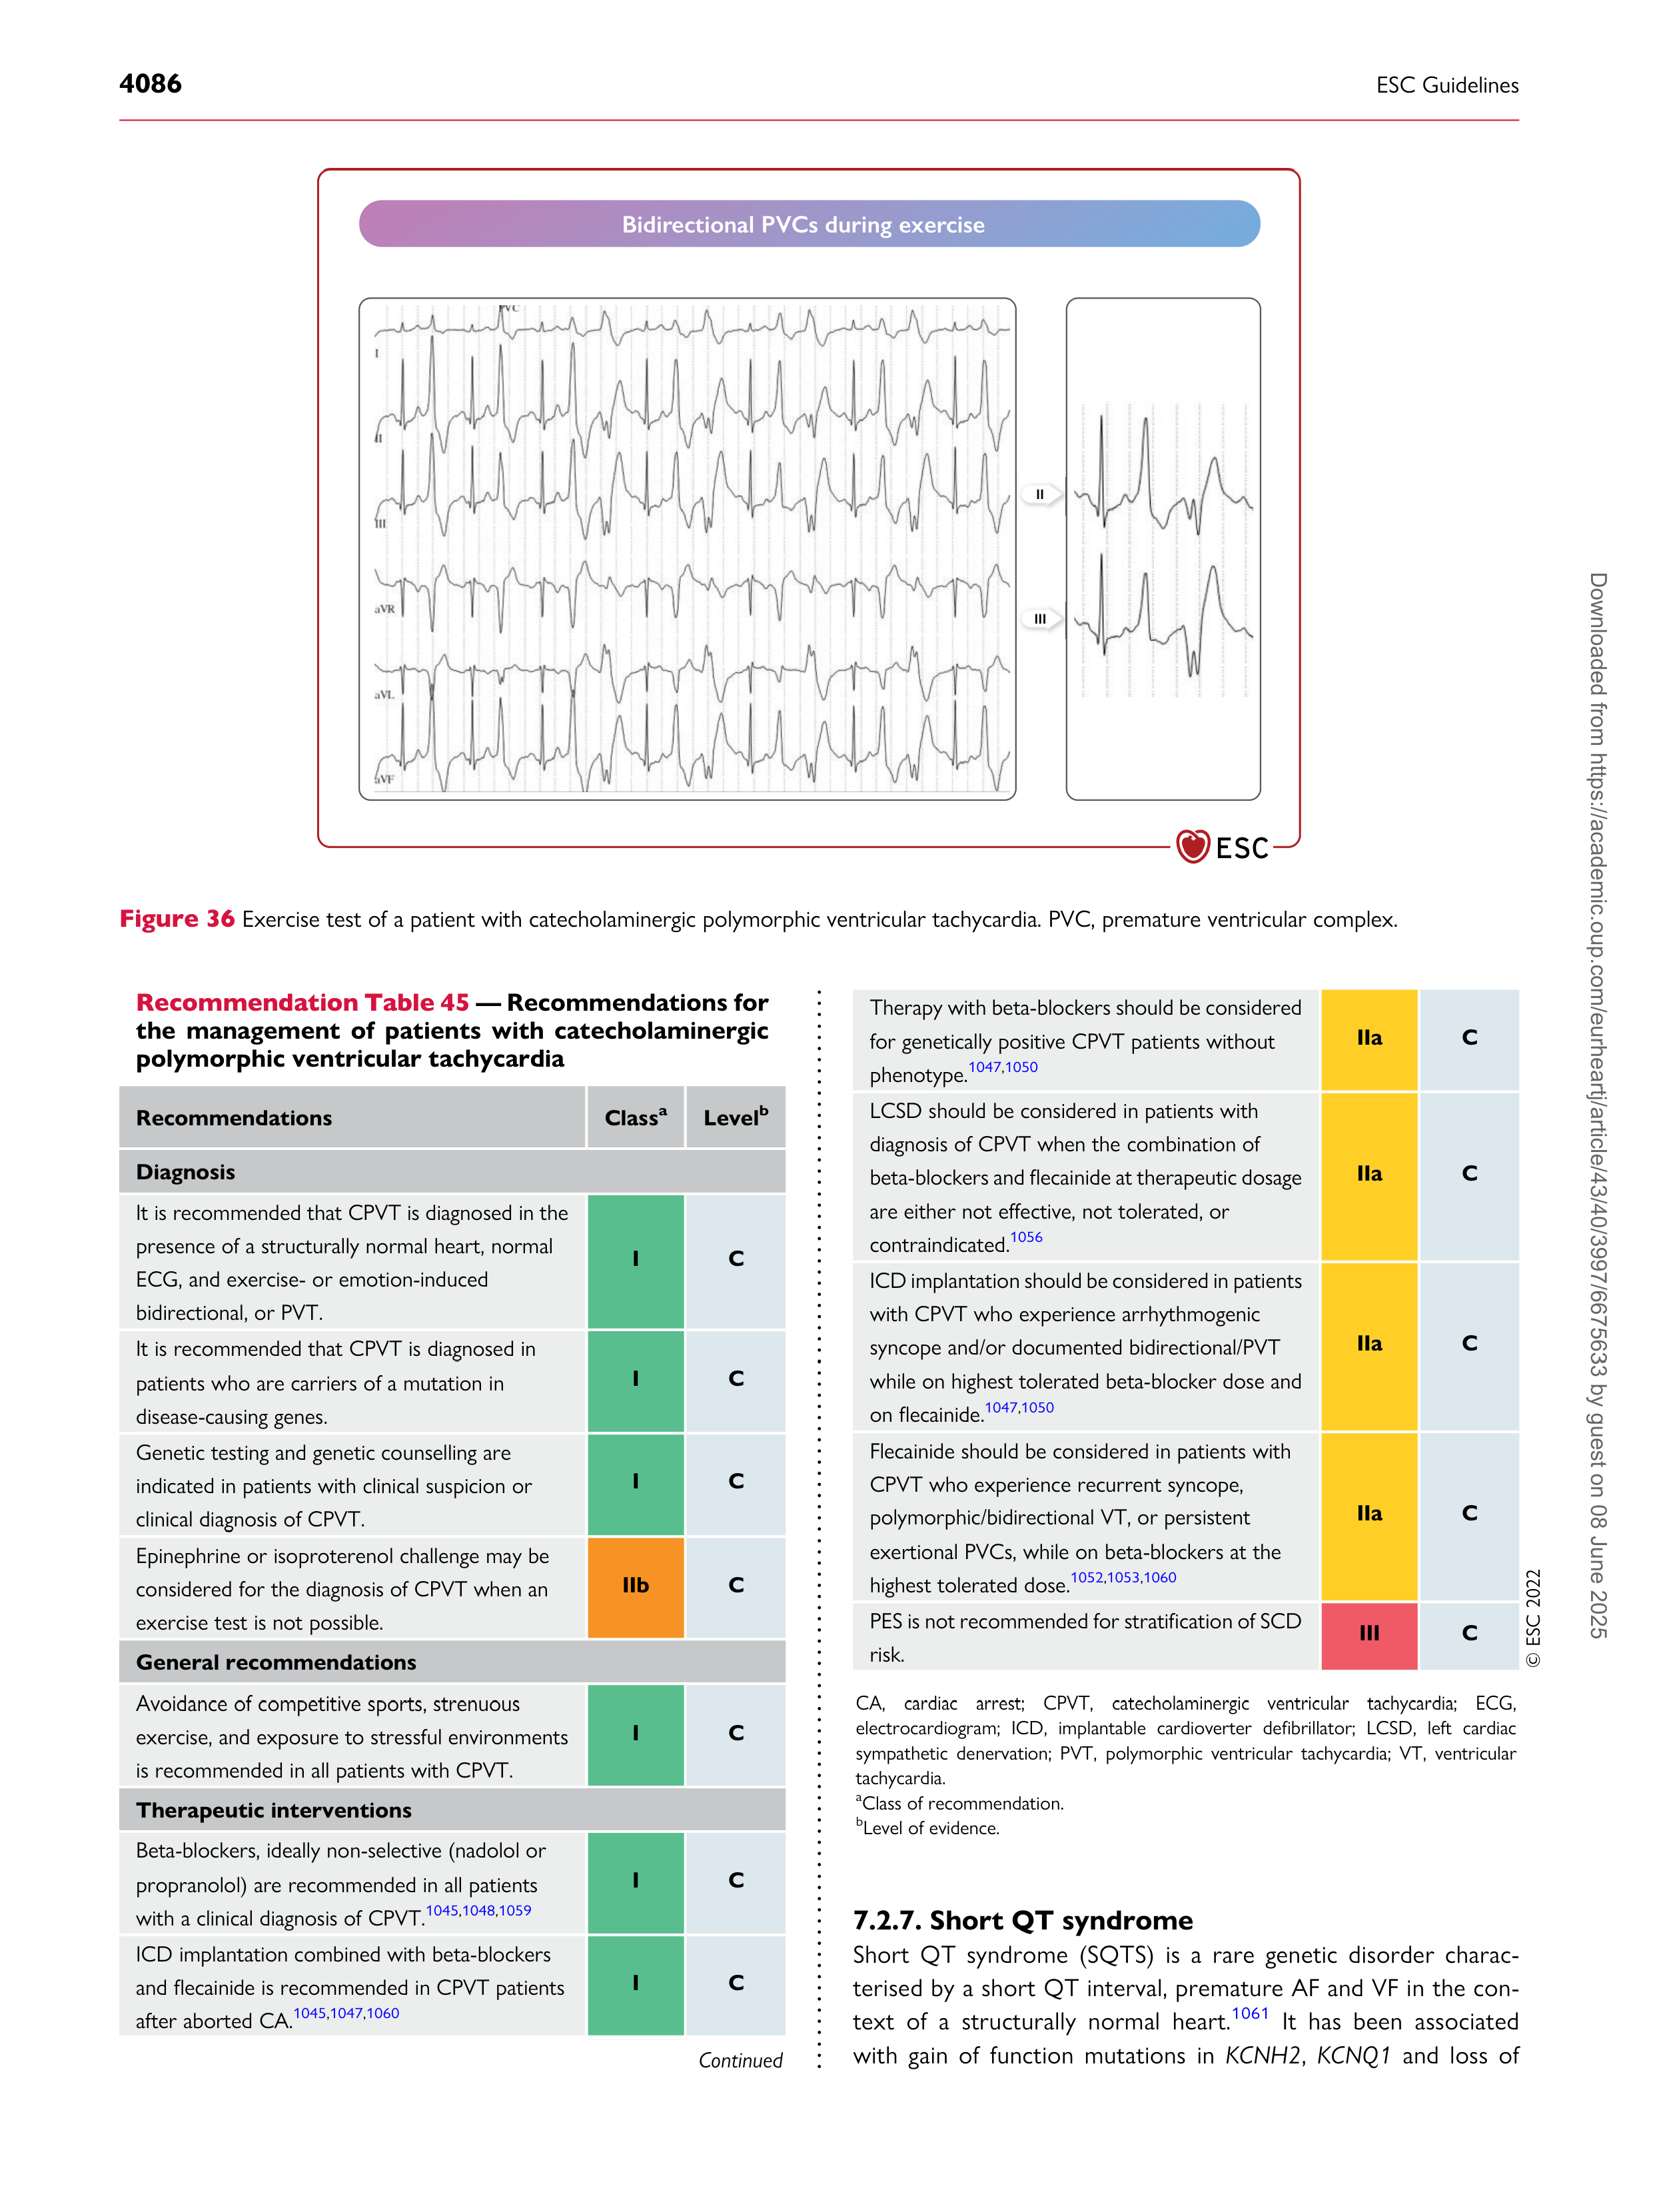 4086
ESC Guidelines
Bidirectional PVCs during exercise
PVC
I
II
III
aVR
aVL
aVF
II
III
ESC
Figure 36 Exercise test of a patient with catecholaminergic polymorphic ventricular tachycardia. PVC, premature ventricular complex.
Recommendation Table 45 — Recommendations for
the management of patients with catecholaminergic
polymorphic ventricular tachycardia
Recommendations Classᵃ Levelᵇ
Diagnosis
It is recommended that CPVT is diagnosed in the
presence of a structurally normal heart, normal
ECG, and exercise- or emotion-induced
bidirectional, or PVT.
I C
It is recommended that CPVT is diagnosed in
patients who are carriers of a mutation in
disease-causing genes.
I C
Genetic testing and genetic counselling are
indicated in patients with clinical suspicion or
clinical diagnosis of CPVT.
I C
Epinephrine or isoproterenol challenge may be
considered for the diagnosis of CPVT when an
exercise test is not possible.
IIb C
General recommendations
Avoidance of competitive sports, strenuous
exercise, and exposure to stressful environments
is recommended in all patients with CPVT.
I C
Therapeutic interventions
Beta-blockers, ideally non-selective (nadolol or
propranolol) are recommended in all patients
with a clinical diagnosis of CPVT.1045,1048,1059
I C
ICD implantation combined with beta-blockers
and flecainide is recommended in CPVT patients
after aborted CA.1045,1047,1060
I C
Continued
Therapy with beta-blockers should be considered
for genetically positive CPVT patients without
phenotype.1047,1050
IIa C
LCSD should be considered in patients with
diagnosis of CPVT when the combination of
beta-blockers and flecainide at therapeutic dosage
are either not effective, not tolerated, or
contraindicated.1056
IIa C
ICD implantation should be considered in patients
with CPVT who experience arrhythmogenic
syncope and/or documented bidirectional/PVT
while on highest tolerated beta-blocker dose and
on flecainide.1047,1050
IIa C
Flecainide should be considered in patients with
CPVT who experience recurrent syncope,
polymorphic/bidirectional VT, or persistent
exertional PVCs, while on beta-blockers at the
highest tolerated dose.1052,1053,1060
IIa C
PES is not recommended for stratification of SCD
risk.
III C
© ESC 2022
CA, cardiac arrest; CPVT, catecholaminergic ventricular tachycardia; ECG,
electrocardiogram; ICD, implantable cardioverter defibrillator; LCSD, left cardiac
sympathetic denervation; PVT, polymorphic ventricular tachycardia; VT, ventricular
tachycardia.
ᵃClass of recommendation.
ᵇLevel of evidence.
7.2.7. Short QT syndrome
Short QT syndrome (SQTS) is a rare genetic disorder charac-
terised by a short QT interval, premature AF and VF in the con-
text of a structurally normal heart.1061 It has been associated
with gain of function mutations in KCNH2, KCNQ1 and loss of
Downloaded from https://academic.oup.com/eurheartj/article/43/40/3997/6675633 by guest on 08 June 2025